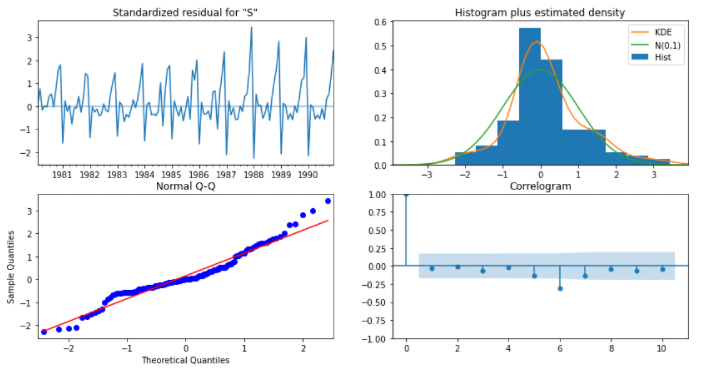 Standardized residual for "S"
3
2
1
0
−1
−2
1981 1982 1983 1984 1985 1986 1987 1988 1989 1990
Histogram plus estimated density
0.6
0.5
0.4
0.3
0.2
0.1
0.0
KDE
N(0,1)
Hist
−3 −2 −1 0 1 2 3
Normal Q-Q
Sample Quantiles
3
2
1
0
−1
−2
−2 −1 0 1 2
Theoretical Quantiles
Correlogram
1.00
0.75
0.50
0.25
0.00
−0.25
−0.50
−0.75
−1.00
0 2 4 6 8 10